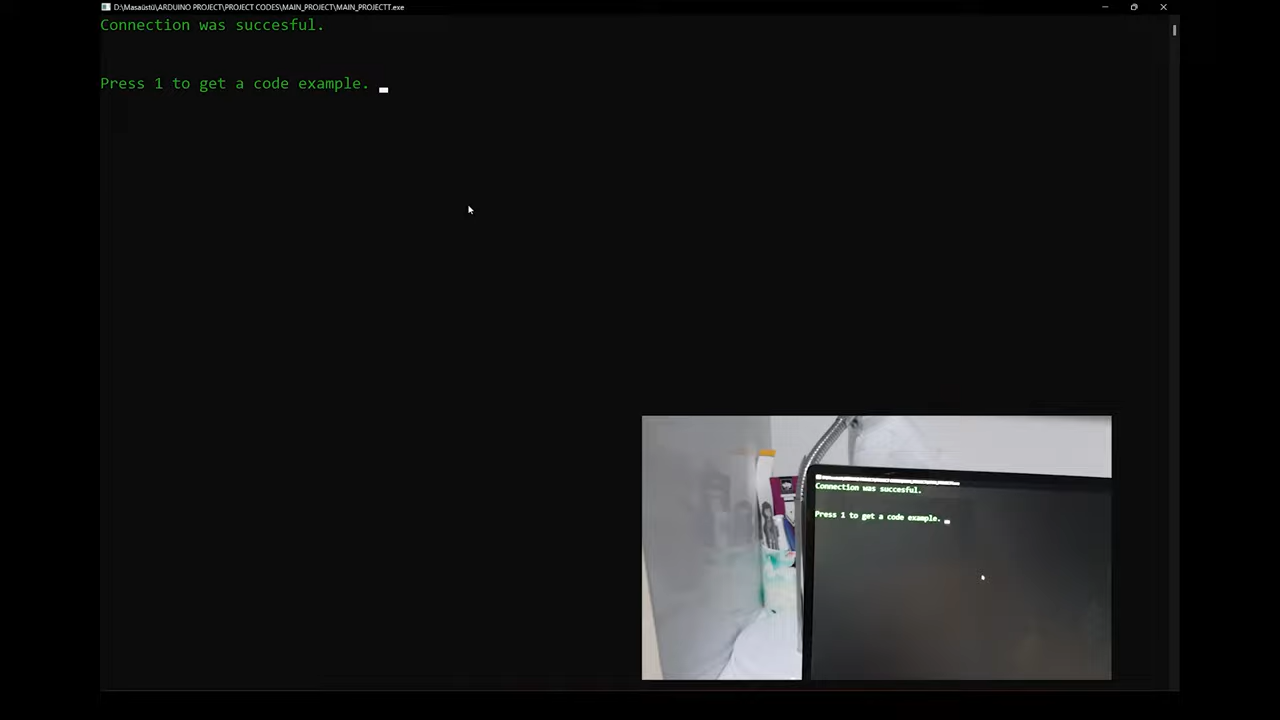 D:\Masaüstü\ARDUINO PROJECT\PROJECT CODES\MAIN_PROJECT\MAIN_PROJECTT.exe
Connection was succesful.
Press 1 to get a code example.
Connection was succesful.
Press 1 to get a code example.